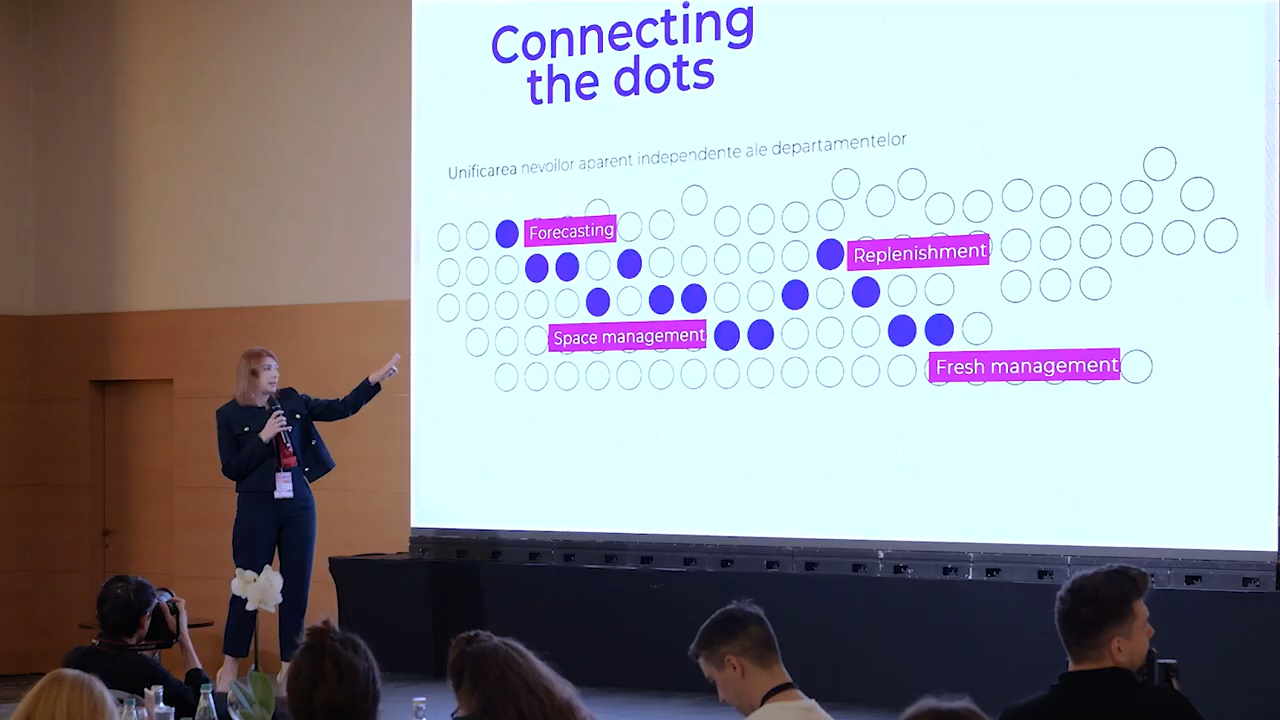 Connecting
the dots
Unificarea nevoilor aparent independente ale departamentelor
Forecasting
Replenishment
Space management
Fresh management